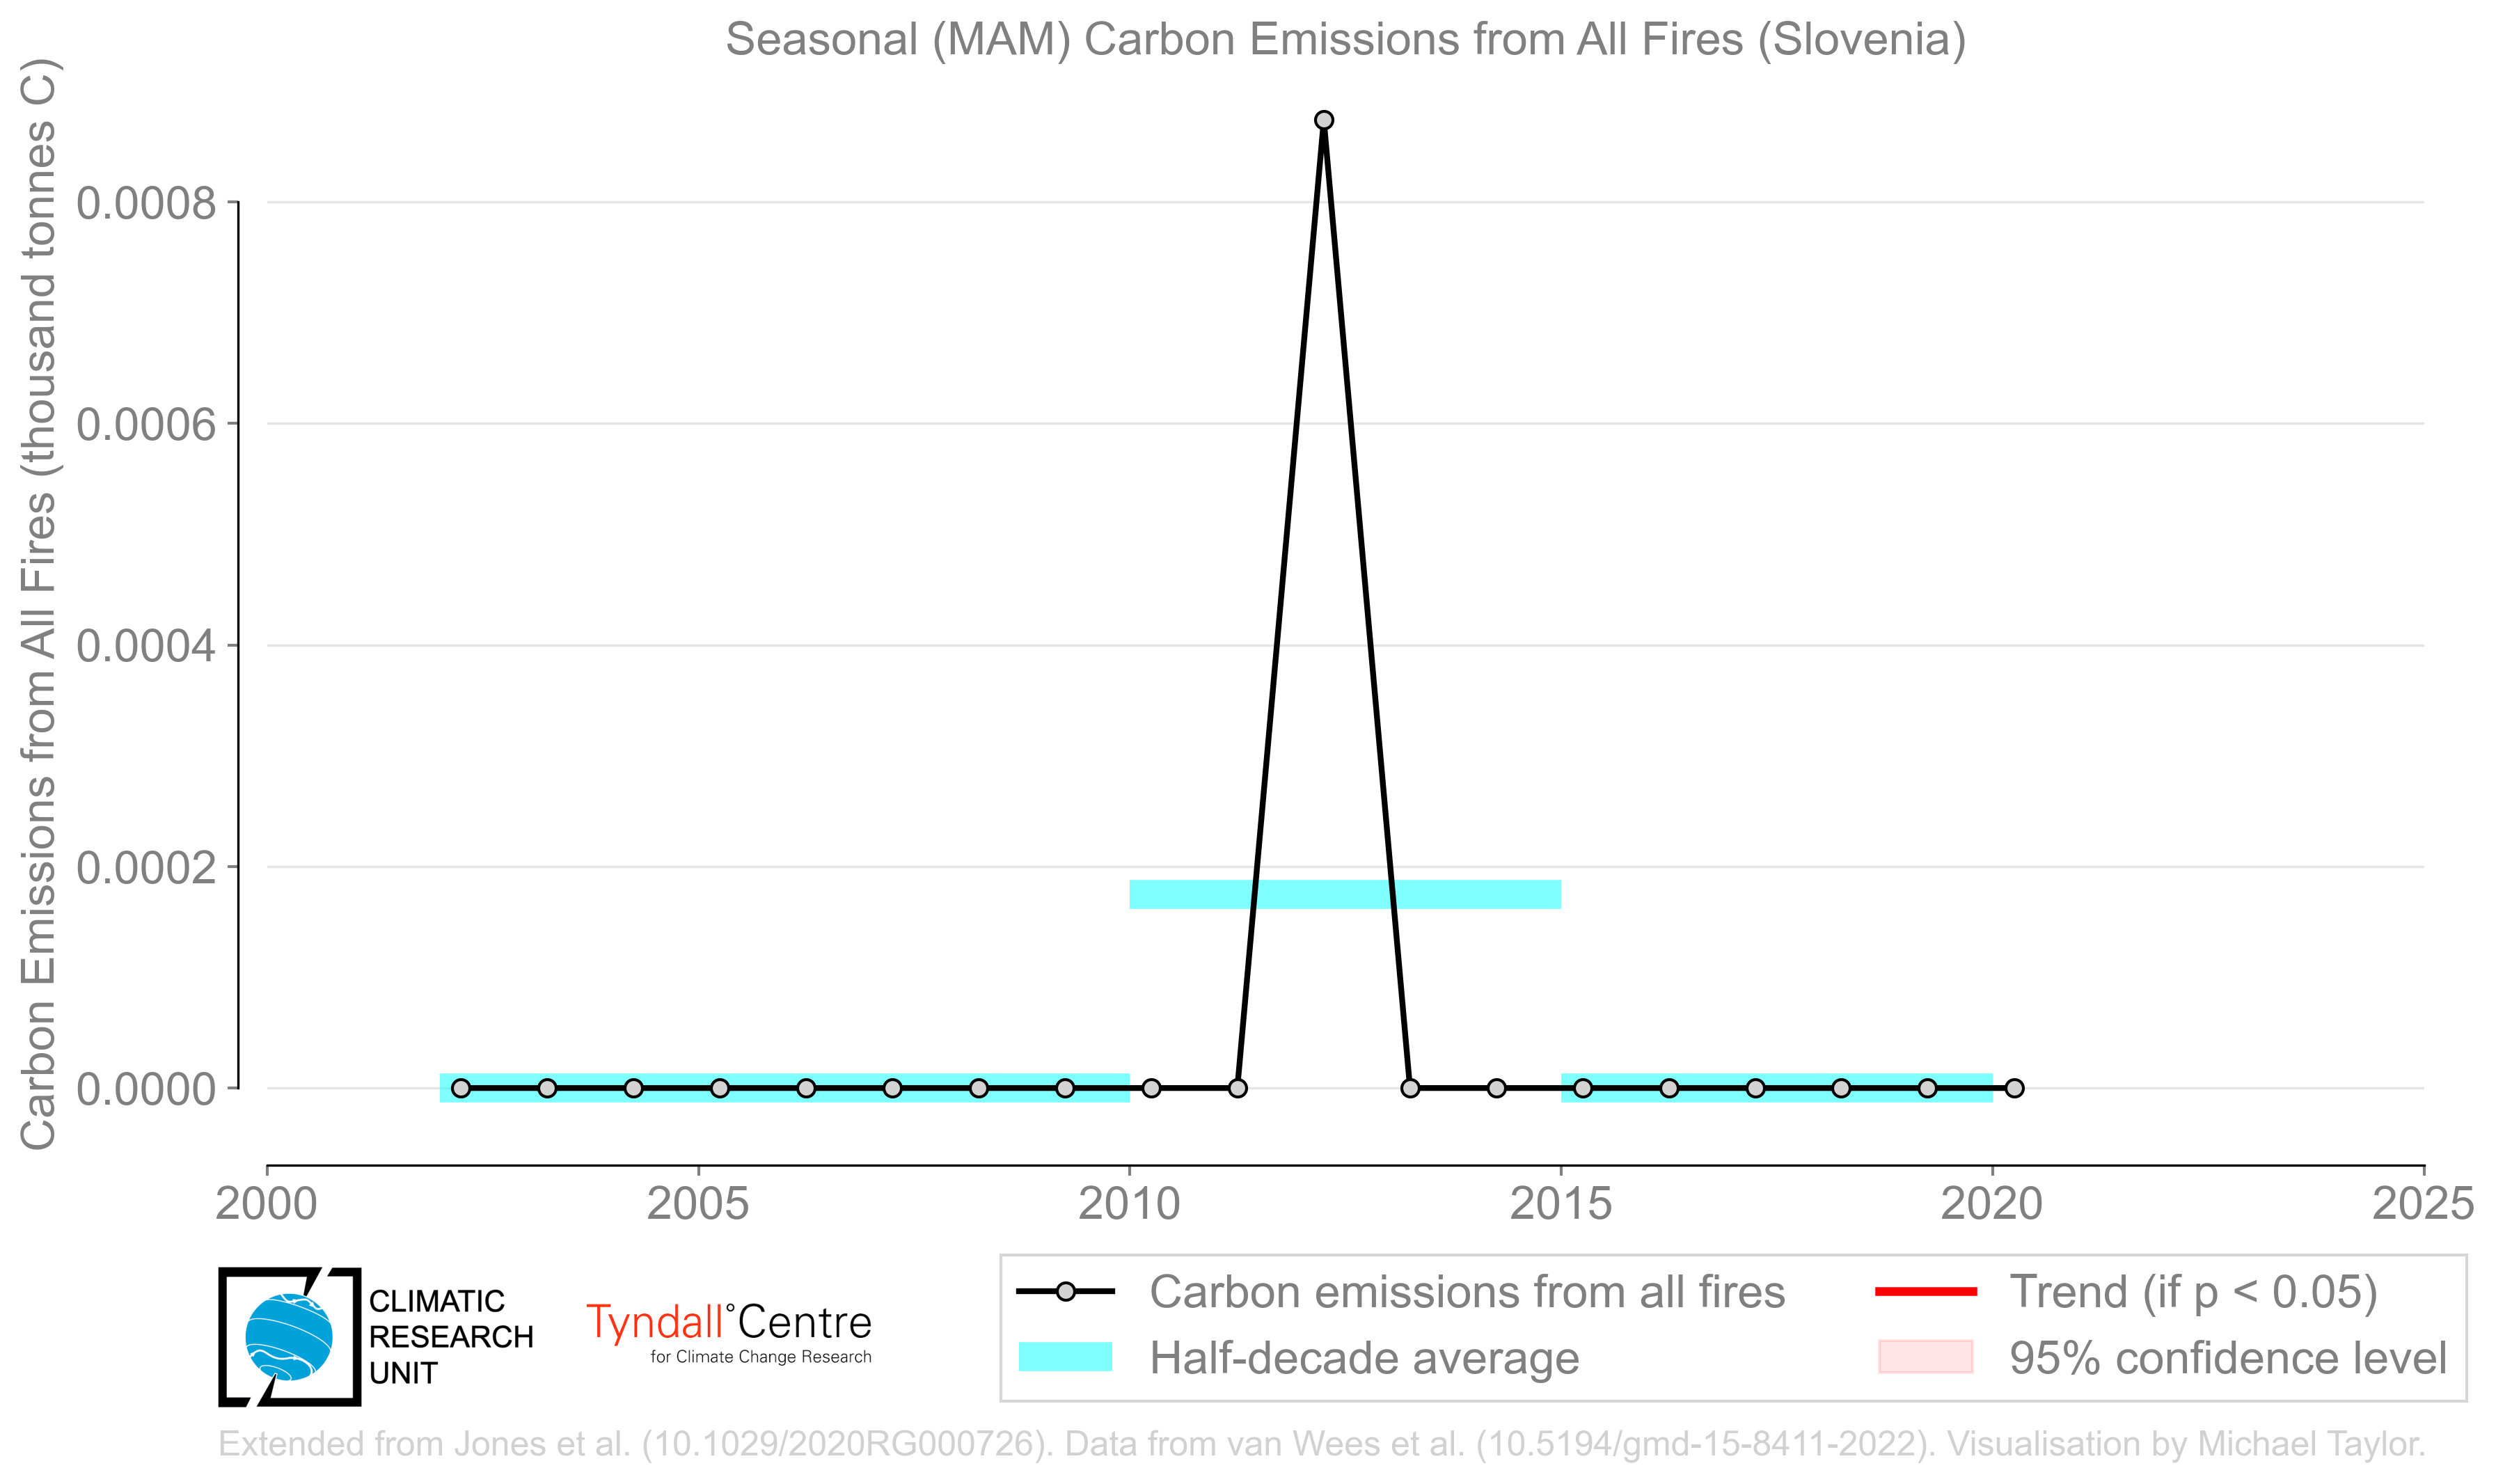 Seasonal (MAM) Carbon Emissions from All Fires (Slovenia)
Carbon Emissions from All Fires (thousand tonnes C)
0.0008
0.0006
0.0004
0.0002
0.0000
2000 2005 2010 2015 2020 2025
CLIMATIC
RESEARCH
UNIT
Tyndall°Centre
for Climate Change Research
Carbon emissions from all fires
Half-decade average
Trend (if p < 0.05)
95% confidence level
Extended from Jones et al. (10.1029/2020RG000726). Data from van Wees et al. (10.5194/gmd-15-8411-2022). Visualisation by Michael Taylor.